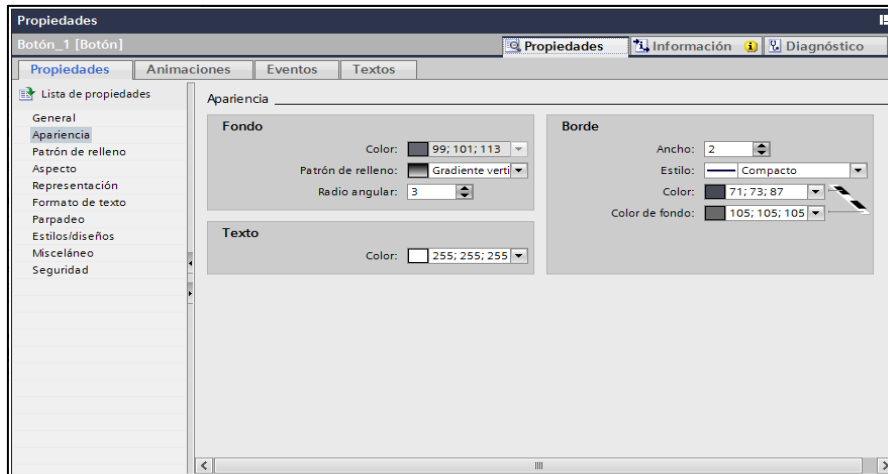 Propiedades
Botón_1 [Botón]
Propiedades
Información
Diagnóstico
Propiedades
Animaciones
Eventos
Textos
Lista de propiedades
General
Apariencia
Patrón de relleno
Aspecto
Representación
Formato de texto
Parpadeo
Estilos/diseños
Misceláneo
Seguridad
Apariencia
Fondo
Color: 99; 101; 113
Patrón de relleno: Gradiente verti
Radio angular: 3
Texto
Color: 255; 255; 255
Borde
Ancho: 2
Estilo: Compacto
Color: 71; 73; 87
Color de fondo: 105; 105; 105